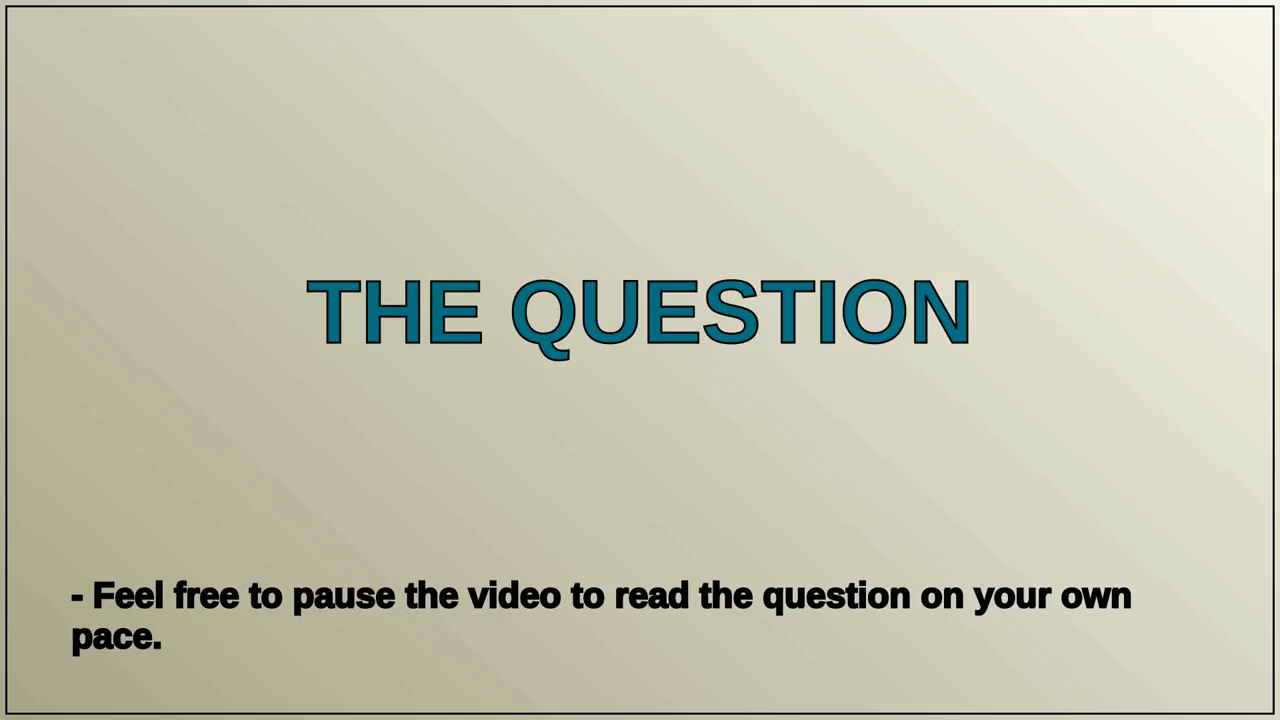 THE QUESTION
- Feel free to pause the video to read the question on your own
pace.